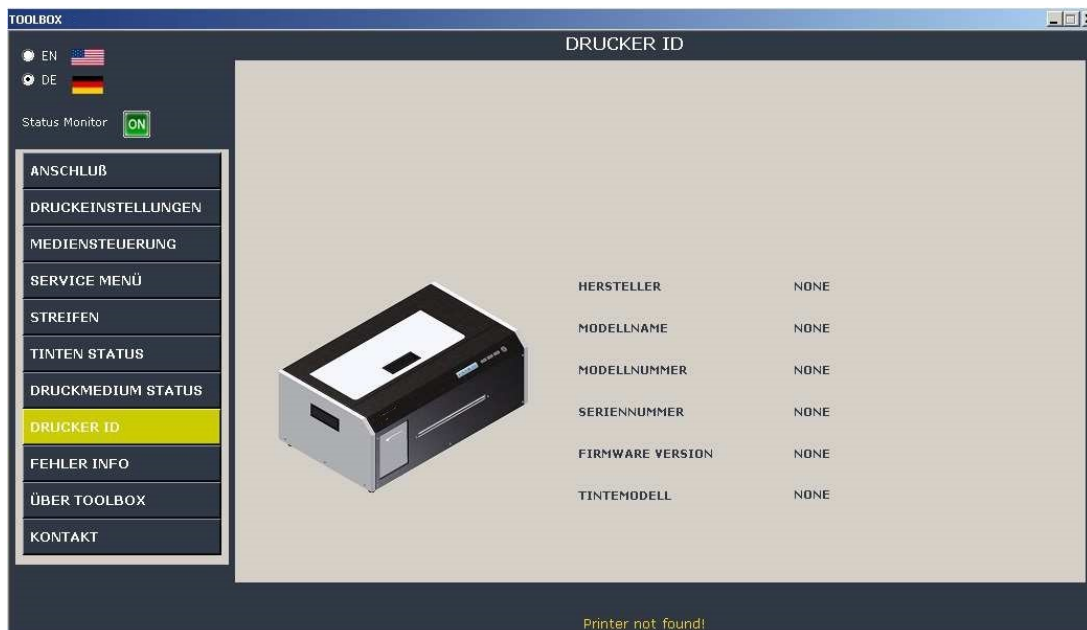 TOOLBOX
DRUCKER ID
EN
DE
Status Monitor ON
ANSCHLUß
DRUCKEINSTELLUNGEN
MEDIENSTEUERUNG
SERVICE MENÜ
STREIFEN
TINTEN STATUS
DRUCKMEDIUM STATUS
DRUCKER ID
FEHLER INFO
ÜBER TOOLBOX
KONTAKT
HERSTELLER NONE
MODELLNAME NONE
MODELLNUMMER NONE
SERIENNUMMER NONE
FIRMWARE VERSION NONE
TINTEMODELL NONE
Printer not found!